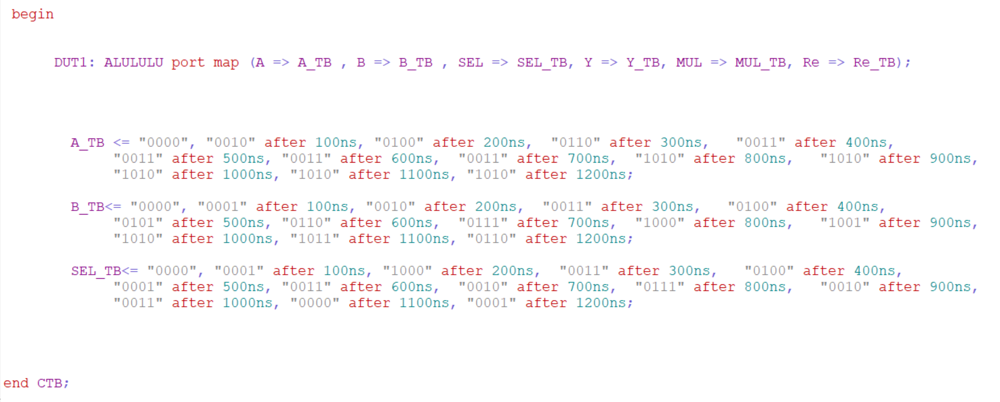 begin
DUT1: ALULULU port map (A => A_TB , B => B_TB , SEL => SEL_TB, Y => Y_TB, MUL => MUL_TB, Re => Re_TB);
A_TB <= "0000", "0010" after 100ns, "0100" after 200ns, "0110" after 300ns, "0011" after 400ns,
"0011" after 500ns, "0011" after 600ns, "0011" after 700ns, "1010" after 800ns, "1010" after 900ns,
"1010" after 1000ns, "1010" after 1100ns, "1010" after 1200ns;
B_TB<= "0000", "0001" after 100ns, "0010" after 200ns, "0011" after 300ns, "0100" after 400ns,
"0101" after 500ns, "0110" after 600ns, "0111" after 700ns, "1000" after 800ns, "1001" after 900ns,
"1010" after 1000ns, "1011" after 1100ns, "0110" after 1200ns;
SEL_TB<= "0000", "0001" after 100ns, "1000" after 200ns, "0011" after 300ns, "0100" after 400ns,
"0001" after 500ns, "0011" after 600ns, "0010" after 700ns, "0111" after 800ns, "0010" after 900ns,
"0011" after 1000ns, "0000" after 1100ns, "0001" after 1200ns;
end CTB;